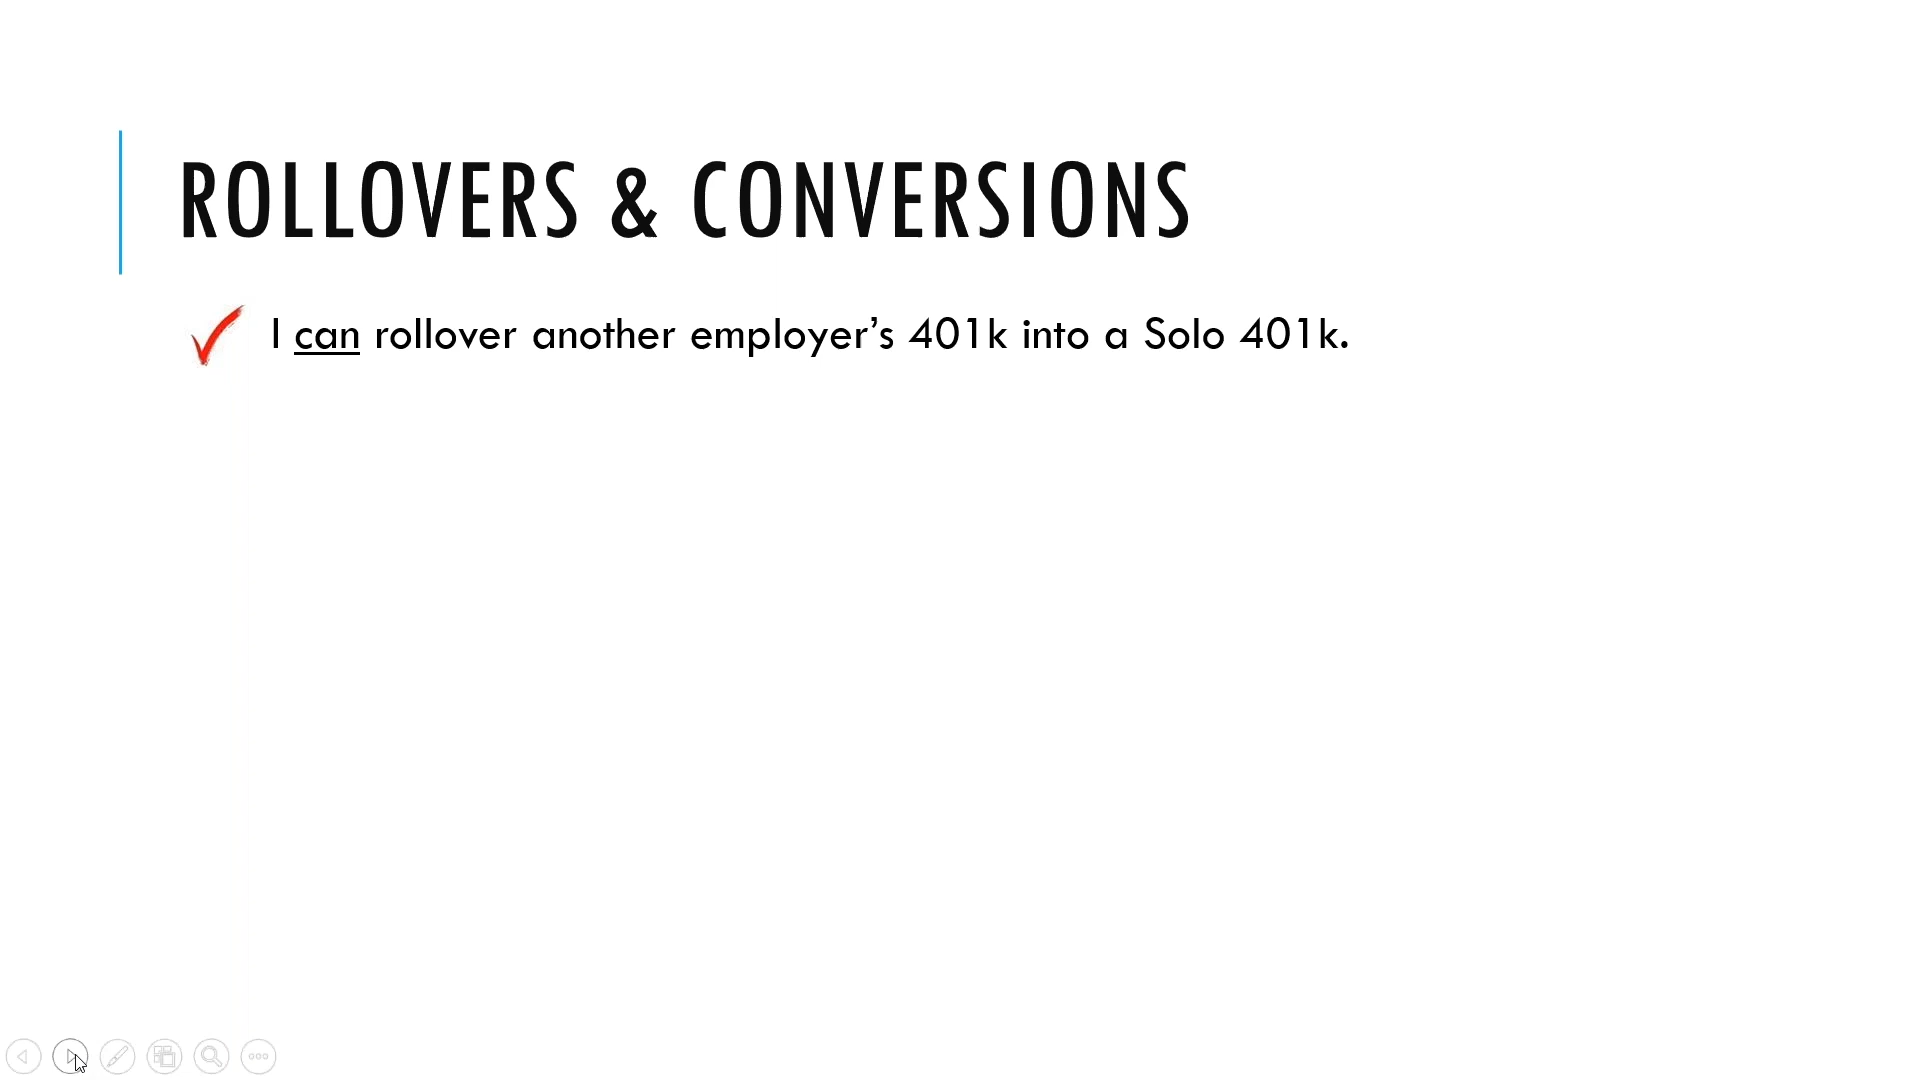 ROLLOVERS & CONVERSIONS
I can rollover another employer’s 401k into a Solo 401k.